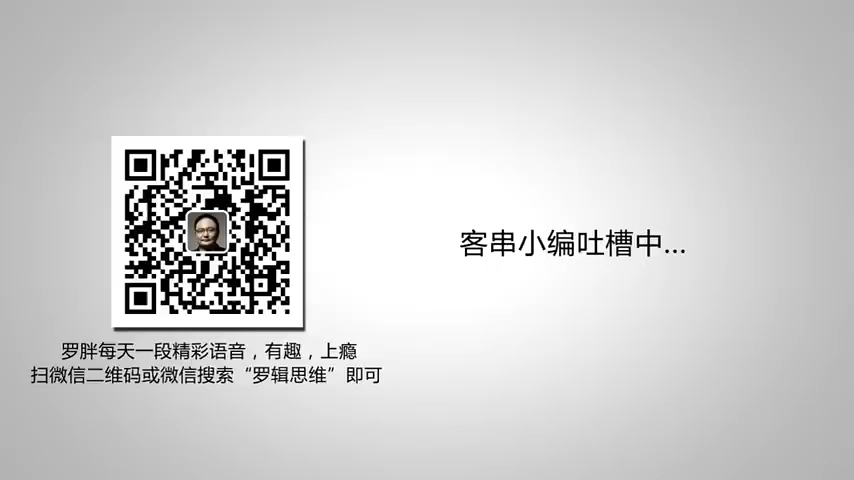 客串小编吐槽中...
罗胖每天一段精彩语音，有趣，上瘾
扫微信二维码或微信搜索“罗辑思维”即可